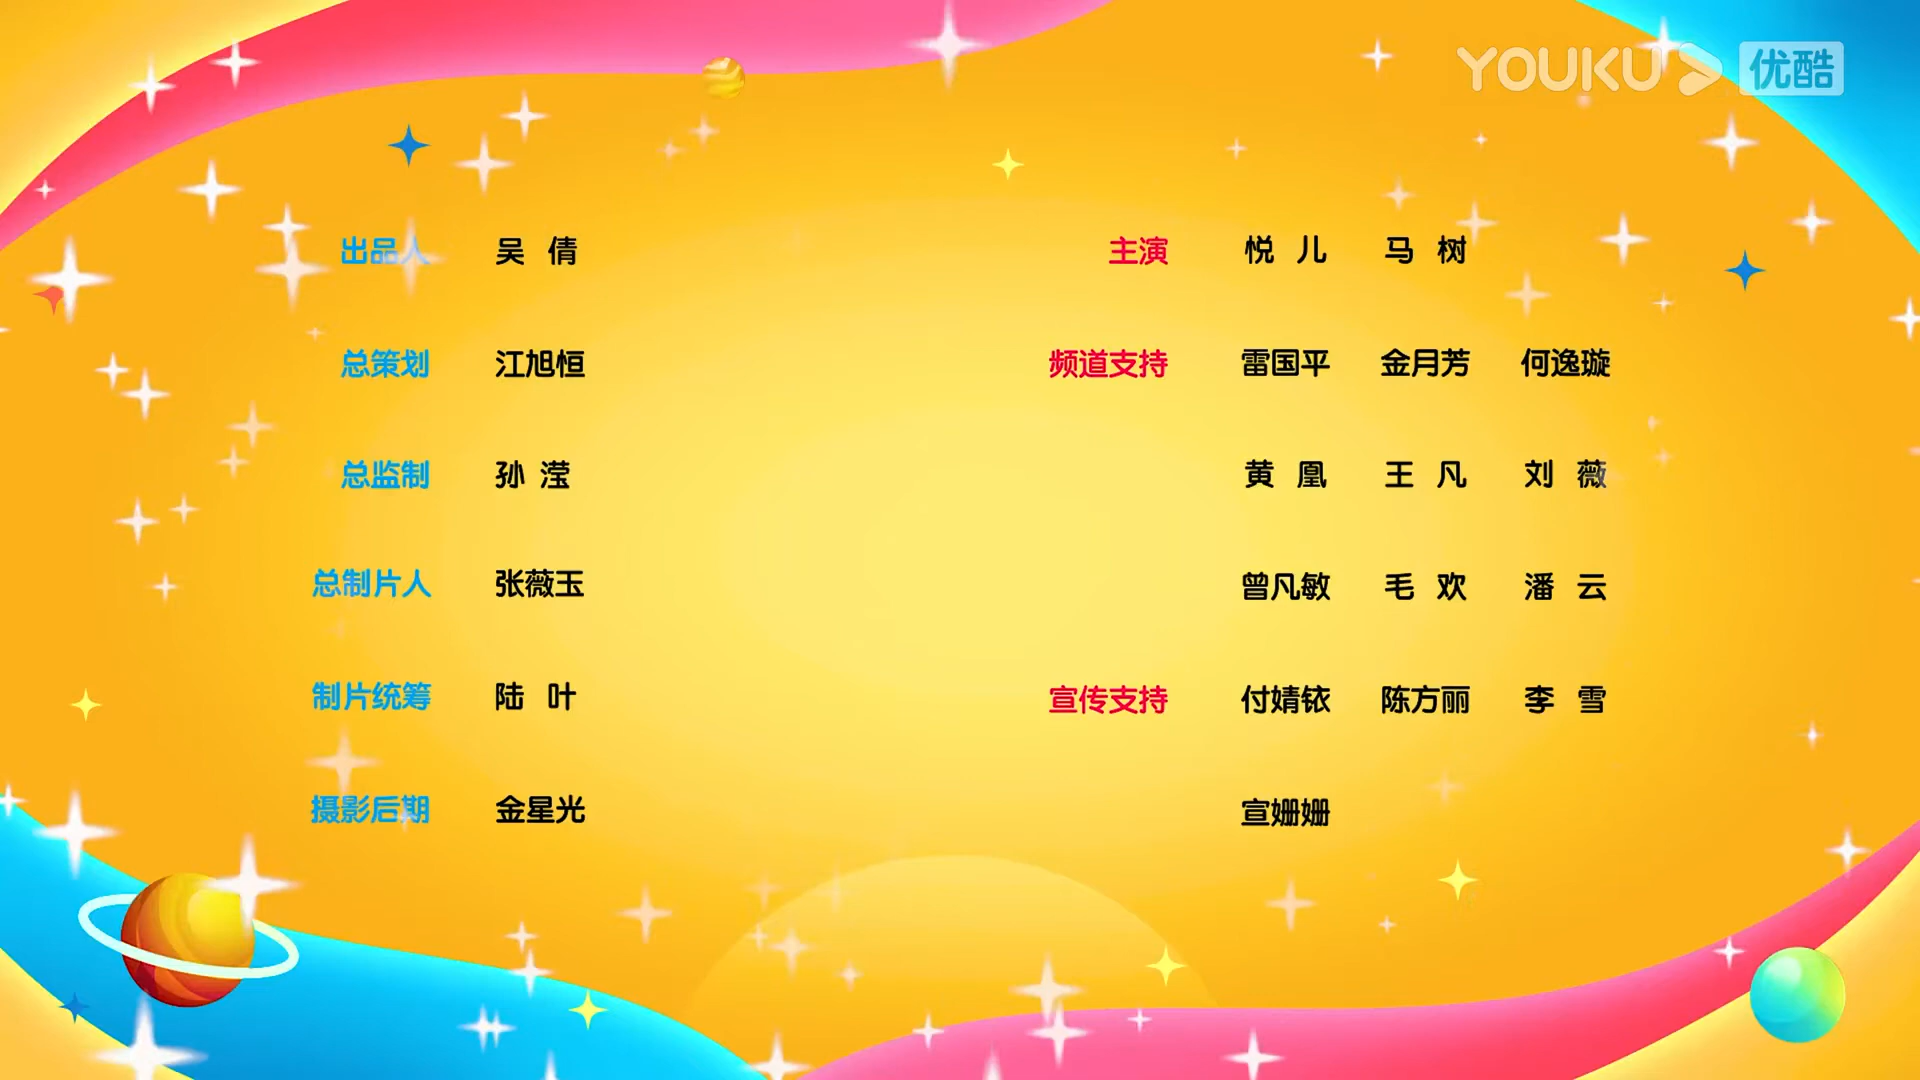 YOUKU 优酷
出品人 吴 倩
总策划 江旭恒
总监制 孙 滢
总制片人 张薇玉
制片统筹 陆 叶
摄影后期 金星光
主演 悦 儿 马 树
频道支持 雷国平 金月芳 何逸璇
黄 凰 王 凡 刘 薇
曾凡敏 毛 欢 潘 云
宣传支持 付婧铱 陈方丽 李 雪
宣姗姗